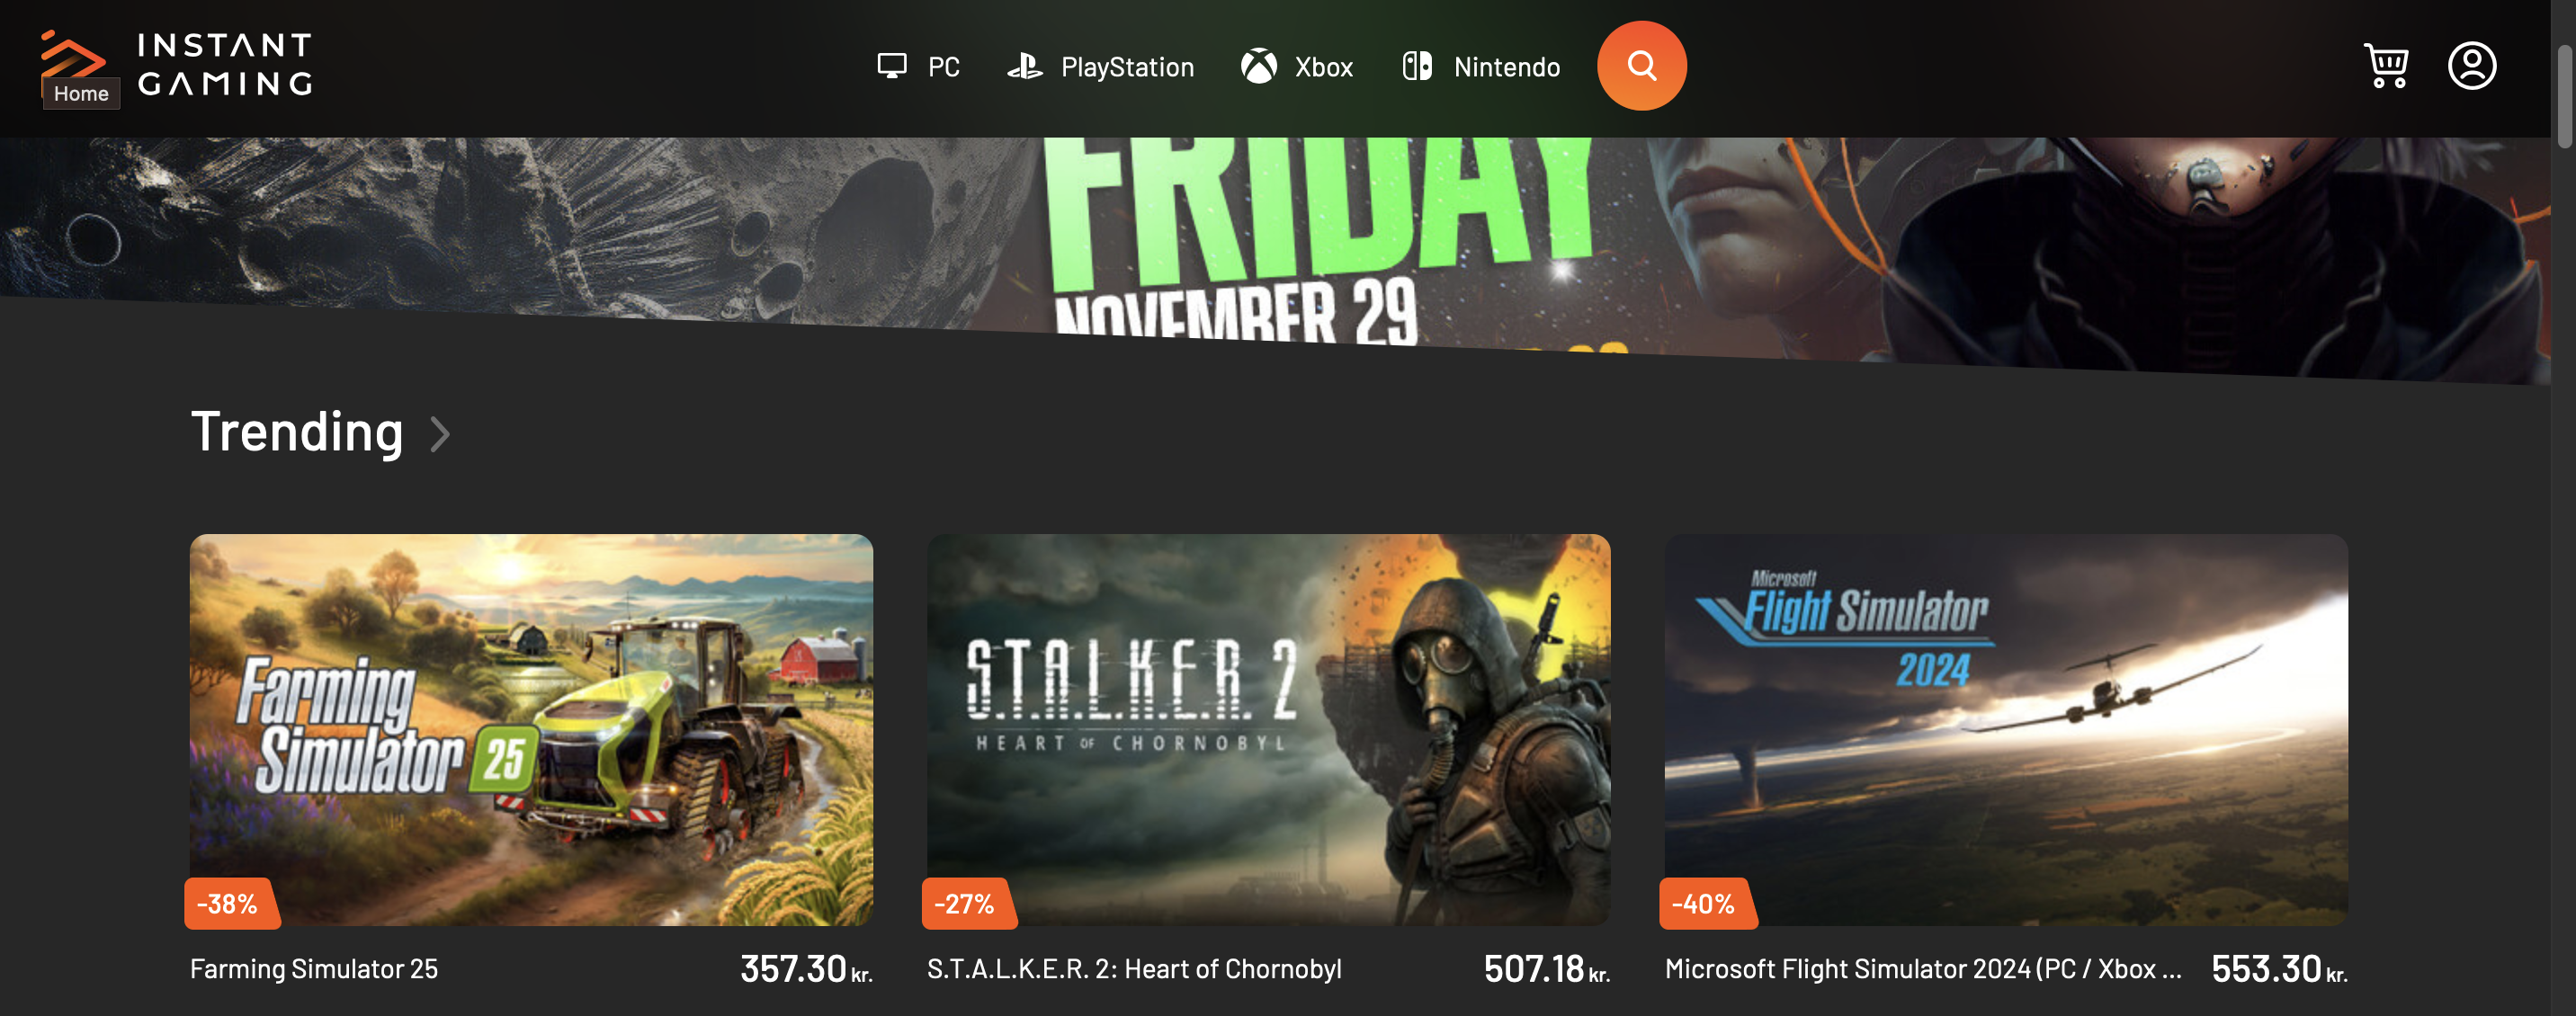 INSTANT
GAMING
Home
PC
PlayStation
Xbox
Nintendo
FRIDAY
NOVEMBER 29
Trending
Farming
Simulator 25
-38%
Farming Simulator 25
357.30 kr.
S.T.A.L.K.E.R. 2
HEART OF CHORNOBYL
-27%
S.T.A.L.K.E.R. 2: Heart of Chornobyl
507.18 kr.
Microsoft
Flight Simulator
2024
-40%
Microsoft Flight Simulator 2024 (PC / Xbox ...
553.30 kr.